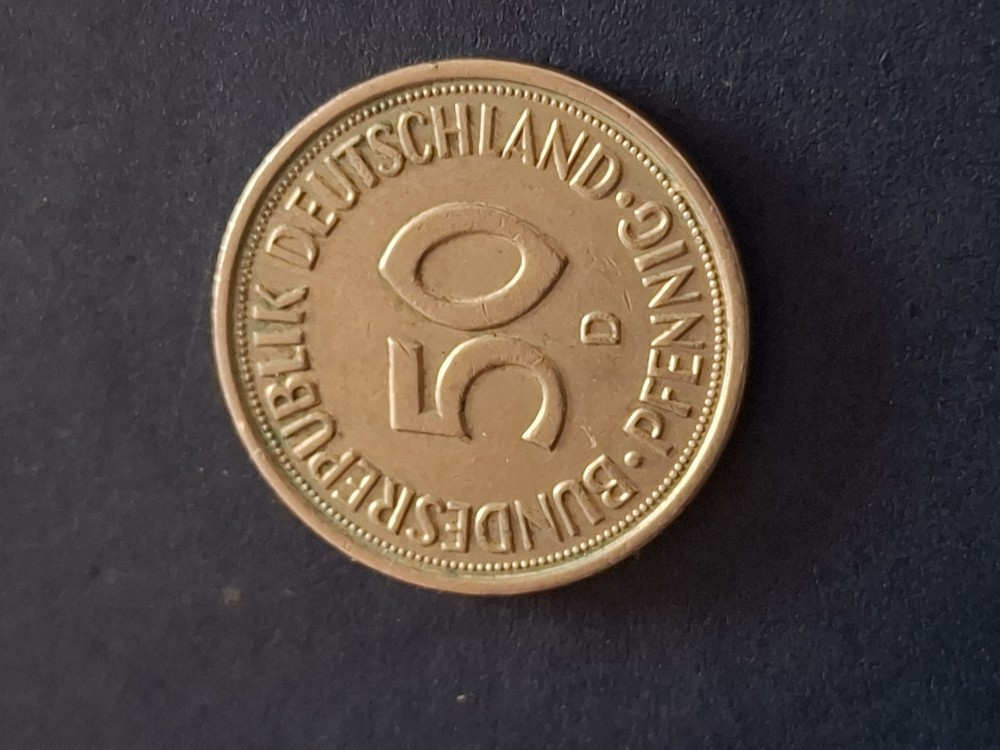 BUNDESREPUBLIK DEUTSCHLAND
50
D
· PFENNIG ·